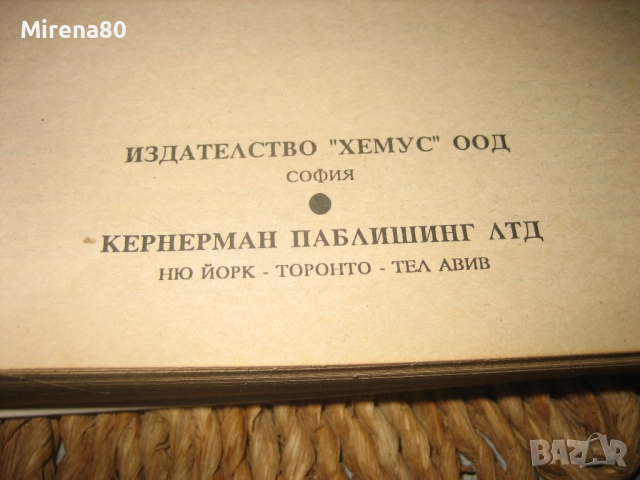 Mirena80
ИЗДАТЕЛСТВО "ХЕМУС" ООД
СОФИЯ
КЕРНЕРМАН ПАБЛИШИНГ ЛТД
НЮ ЙОРК - ТОРОНТО - ТЕЛ АВИВ
BAZAR